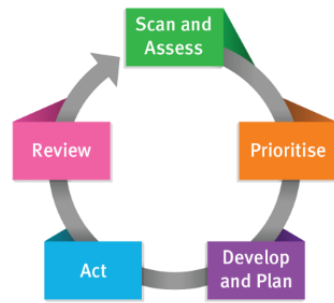 Scan and
Assess
Prioritise
Develop
and Plan
Act
Review